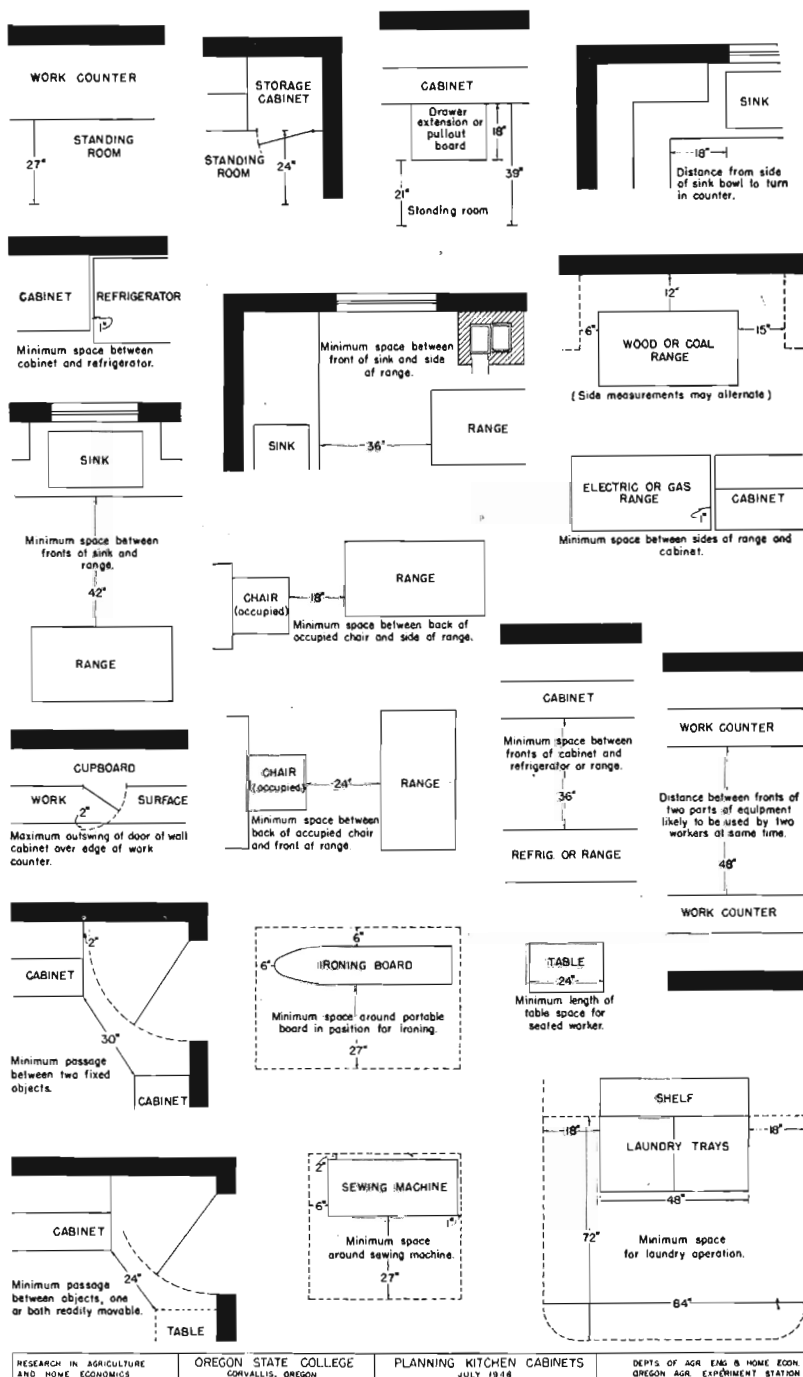 WORK COUNTER
STANDING
ROOM
27"
STORAGE
CABINET
STANDING
ROOM
24"
CABINET
Drawer
extension or
pullout
board
18"
39"
21"
Standing room
SINK
18"
Distance from side
of sink bowl to turn
in counter.
CABINET
REFRIGERATOR
1"
Minimum space between
cabinet and refrigerator.
Minimum space between
front of sink and side
of range.
SINK
36"
RANGE
12"
6"
15"
WOOD OR COAL
RANGE
(Side measurements may alternate)
SINK
Minimum space between
fronts of sink and
range.
42"
RANGE
ELECTRIC OR GAS
RANGE
1"
CABINET
Minimum space between sides of range and
cabinet.
CHAIR
(occupied)
18"
RANGE
Minimum space between back of
occupied chair and side of range.
CUPBOARD
WORK
SURFACE
2"
Maximum outswing of door of wall
cabinet over edge of work
counter.
CHAIR
(occupied)
24"
RANGE
Minimum space between
back of occupied chair
and front of range.
CABINET
Minimum space between
fronts of cabinet and
refrigerator or range.
36"
REFRIG. OR RANGE
WORK COUNTER
Distance between fronts of
two parts of equipment
likely to be used by two
workers at same time.
48"
WORK COUNTER
2"
CABINET
30"
Minimum passage
between two fixed
objects.
CABINET
6"
6"
IRONING BOARD
Minimum space around portable
board in position for ironing.
27"
TABLE
24"
Minimum length of
table space for
seated worker.
CABINET
24"
Minimum passage
between objects, one
or both readily movable.
TABLE
2"
SEWING MACHINE
6"
1"
Minimum space
around sewing machine.
27"
SHELF
18"
18"
LAUNDRY TRAYS
48"
72"
Minimum space
for laundry operation.
84"
RESEARCH IN AGRICULTURE
AND HOME ECONOMICS
OREGON STATE COLLEGE
CORVALLIS, OREGON
PLANNING KITCHEN CABINETS
JULY 1948
DEPTS OF AGR ENG & HOME ECON.
OREGON AGR. EXPERIMENT STATION